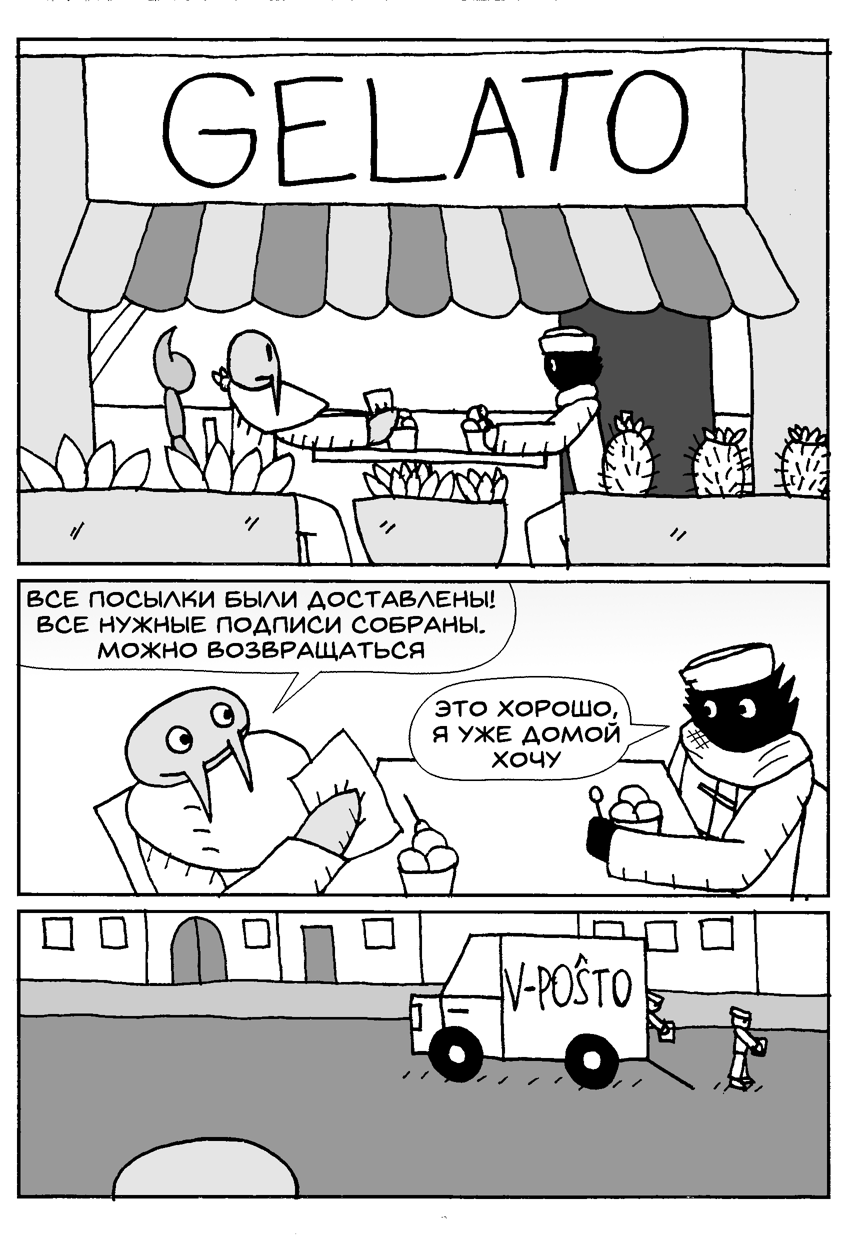 GELATO
ВСЕ ПОСЫЛКИ БЫЛИ ДОСТАВЛЕНЫ!
ВСЕ НУЖНЫЕ ПОДПИСИ СОБРАНЫ.
МОЖНО ВОЗВРАЩАТЬСЯ
ЭТО ХОРОШО,
Я УЖЕ ДОМОЙ
ХОЧУ
V-POŜTO